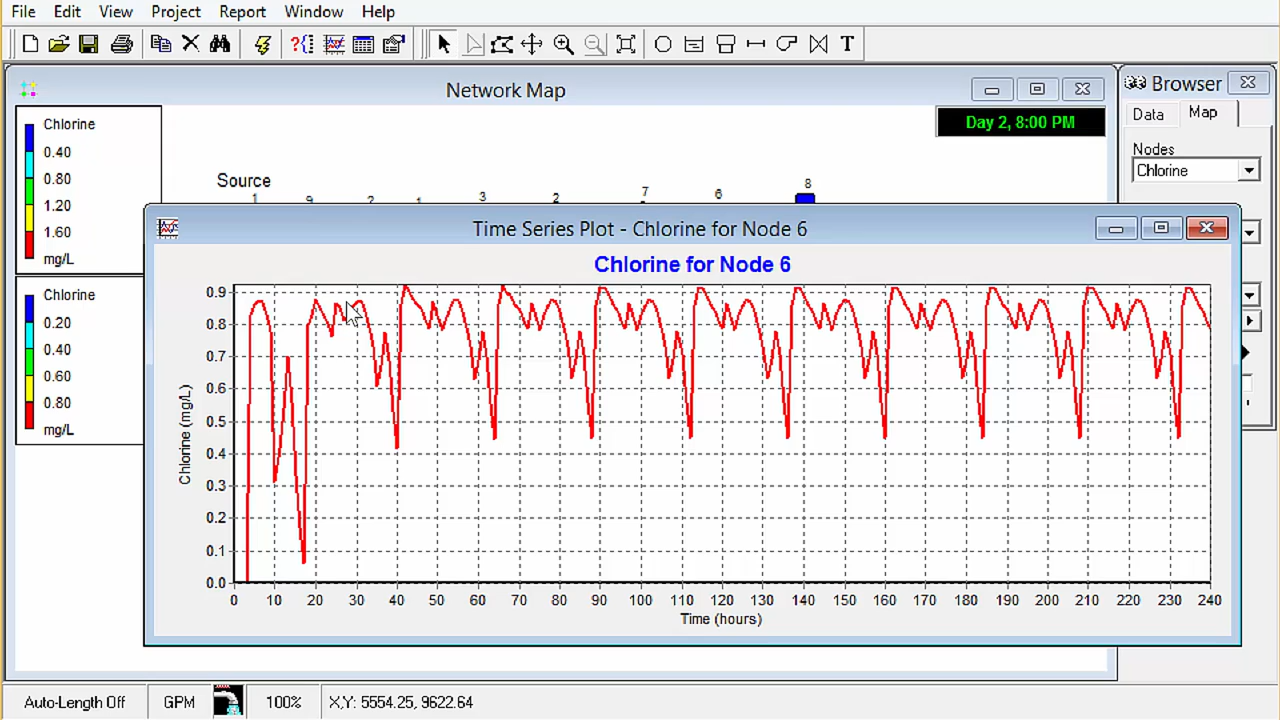 File Edit View Project Report Window Help
T
Network Map
Browser
Data Map
Nodes
Chlorine
Day 2, 8:00 PM
Chlorine
0.40
0.80
1.20
1.60
mg/L
Chlorine
0.20
0.40
0.60
0.80
mg/L
Source
1 9 2 1 3 2 7 6 8
Time Series Plot - Chlorine for Node 6
Chlorine for Node 6
Chlorine (mg/L)
0.9
0.8
0.7
0.6
0.5
0.4
0.3
0.2
0.1
0.0
0 10 20 30 40 50 60 70 80 90 100 110 120 130 140 150 160 170 180 190 200 210 220 230 240
Time (hours)
Auto-Length Off GPM 100% X,Y: 5554.25, 9622.64